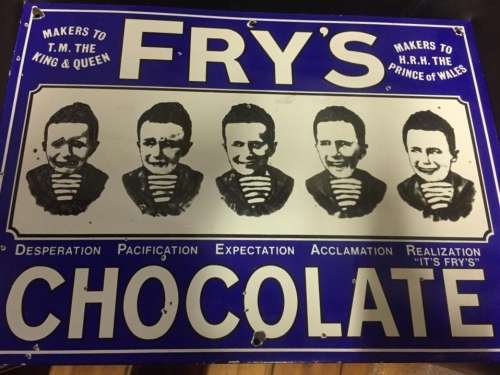 MAKERS TO
T.M. THE
KING & QUEEN
FRY'S
MAKERS TO
H.R.H. THE
PRINCE of WALES
DESPERATION PACIFICATION EXPECTATION ACCLAMATION REALIZATION
"IT'S FRY'S"
CHOCOLATE